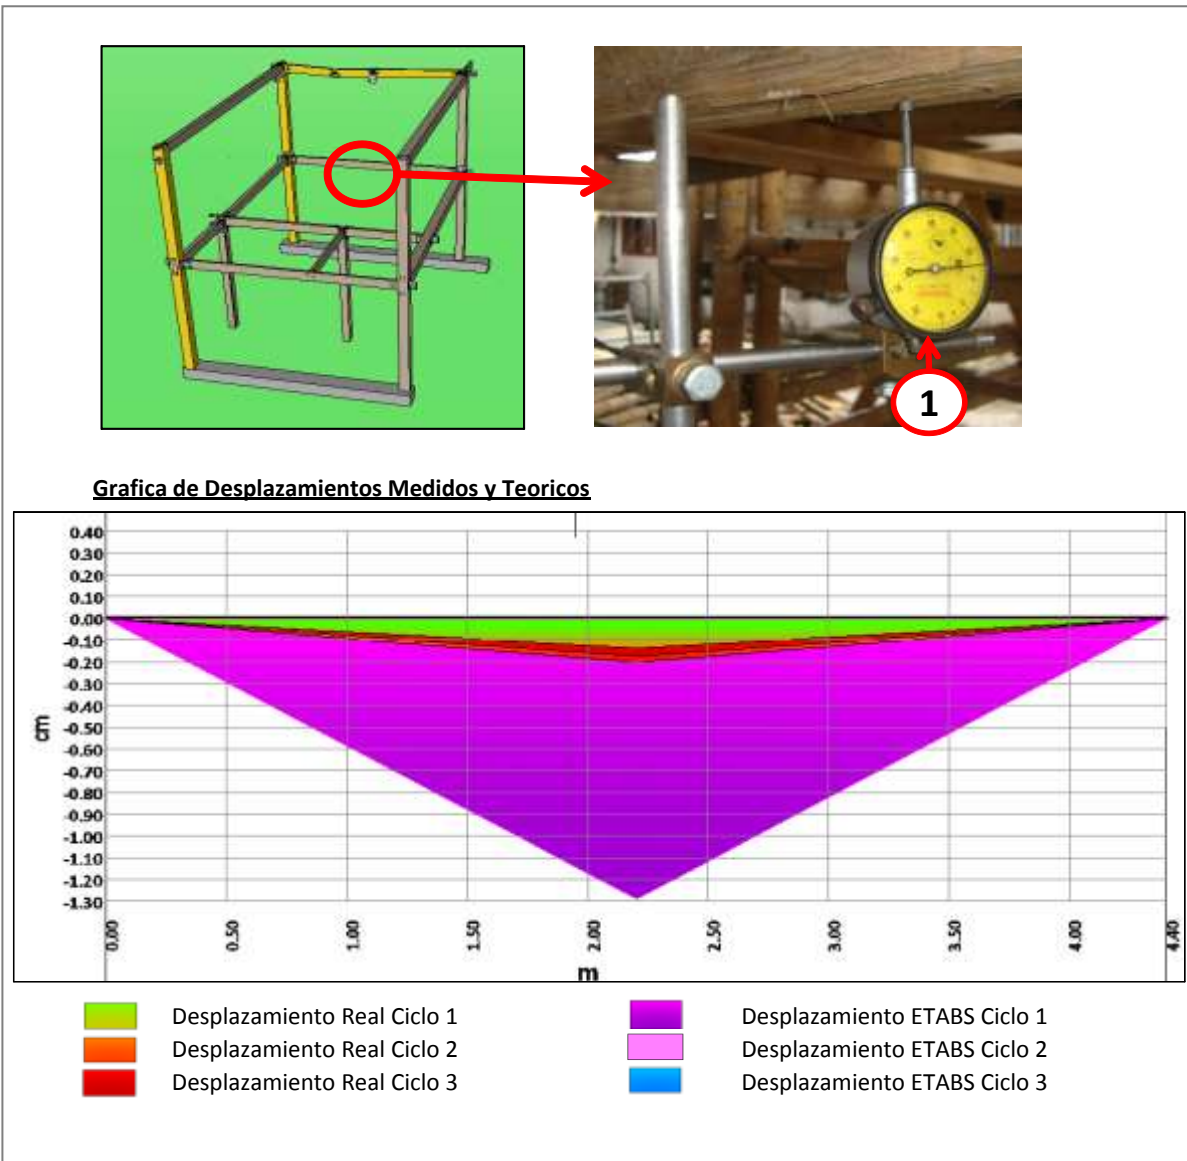 1
Grafica de Desplazamientos Medidos y Teoricos
0.40
0.30
0.20
0.10
0.00
-0.10
-0.20
-0.30
-0.40
-0.50
-0.60
-0.70
-0.80
-0.90
-1.00
-1.10
-1.20
-1.30
cm
0.00 0.50 1.00 1.50 2.00 2.50 3.00 3.50 4.00 4.40
m
Desplazamiento Real Ciclo 1
Desplazamiento Real Ciclo 2
Desplazamiento Real Ciclo 3
Desplazamiento ETABS Ciclo 1
Desplazamiento ETABS Ciclo 2
Desplazamiento ETABS Ciclo 3